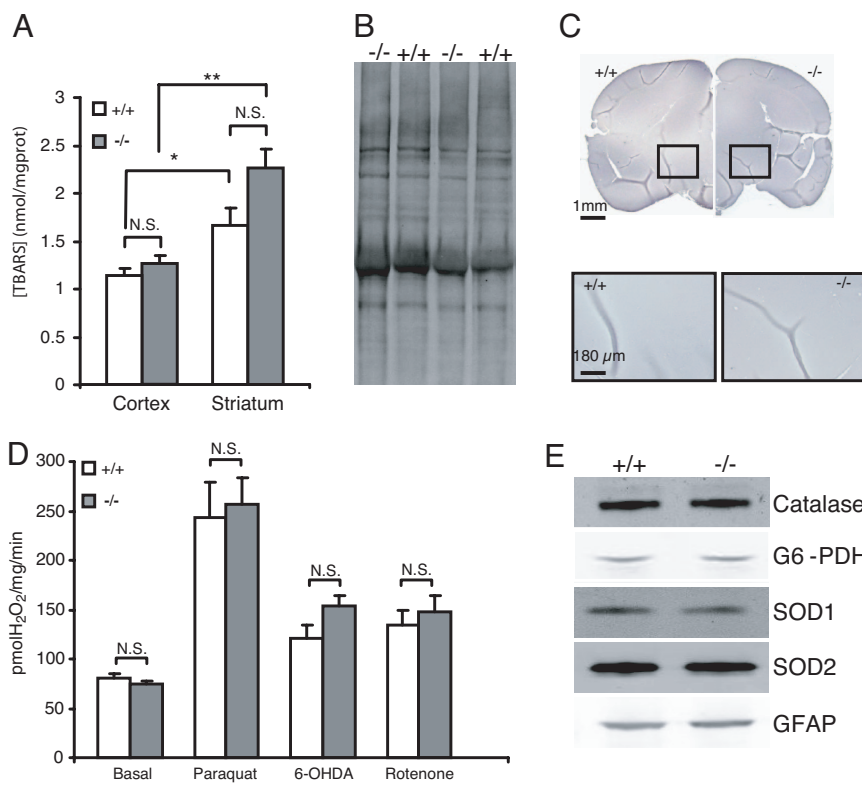 A
[TBARS] (nmol/mgprot)
3
2.5
2
1.5
1
0.5
0
+/+
-/-
**
*
N.S.
N.S.
Cortex
Striatum
B
-/- +/+ -/- +/+
C
+/+
-/-
1mm
+/+
-/-
180 µm
D
pmolH₂O₂/mg/min
300
250
200
150
100
50
0
+/+
-/-
N.S.
N.S.
N.S.
N.S.
Basal
Paraquat
6-OHDA
Rotenone
E
+/+ -/-
Catalase
G6 -PDH
SOD1
SOD2
GFAP